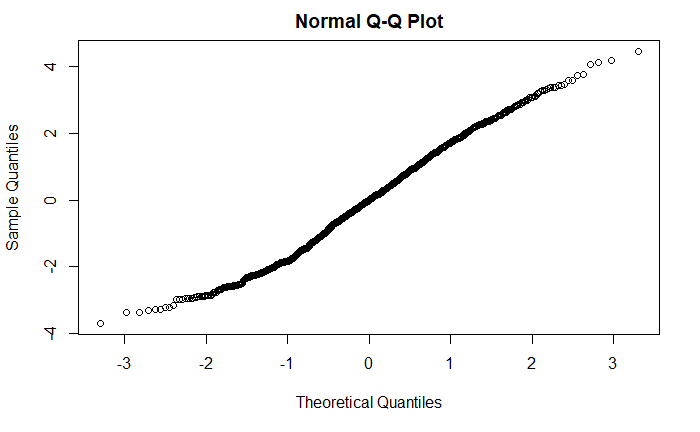 Normal Q-Q Plot
Sample Quantiles
4
2
0
-2
-4
-3 -2 -1 0 1 2 3
Theoretical Quantiles